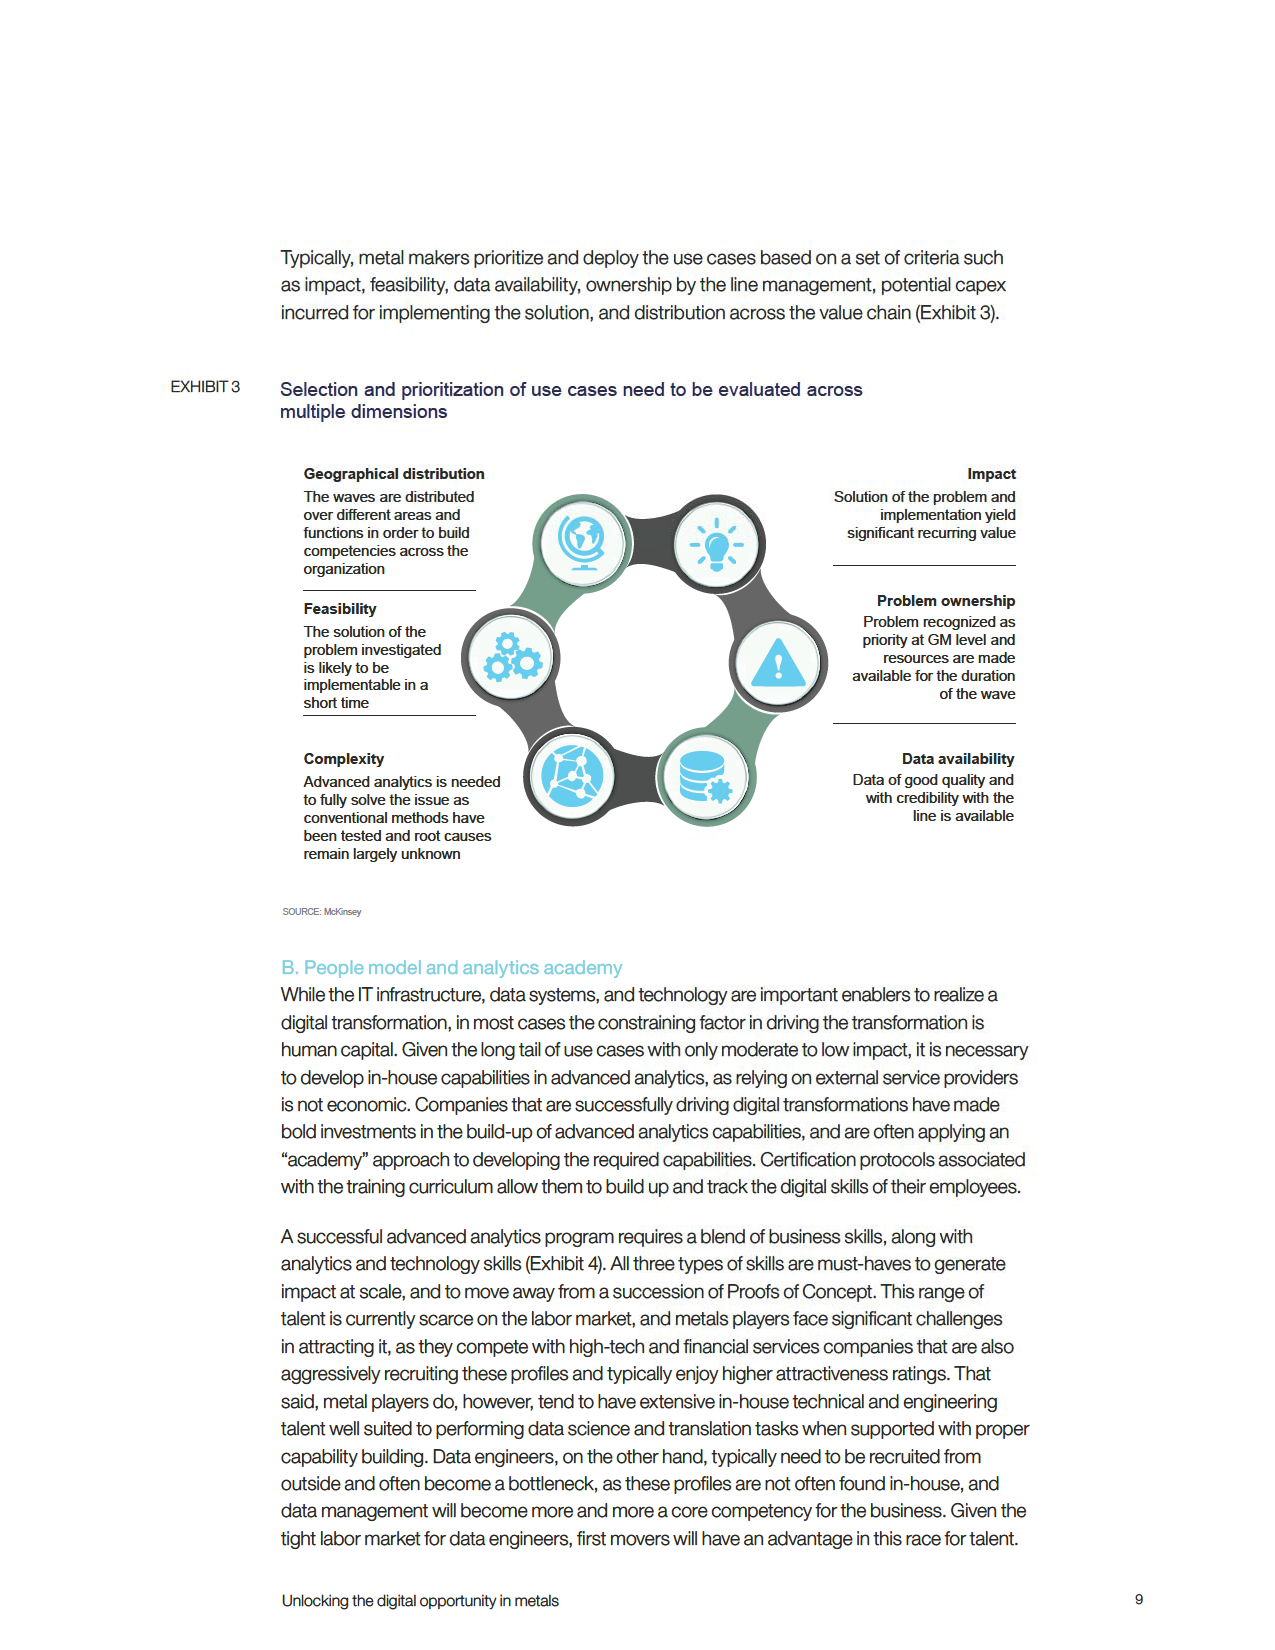 Typically, metal makers prioritize and deploy the use cases based on a set of criteria such
as impact, feasibility, data availability, ownership by the line management, potential capex
incurred for implementing the solution, and distribution across the value chain (Exhibit 3).
EXHIBIT 3
Selection and prioritization of use cases need to be evaluated across
multiple dimensions
Geographical distribution
The waves are distributed
over different areas and
functions in order to build
competencies across the
organization
Feasibility
The solution of the
problem investigated
is likely to be
implementable in a
short time
Complexity
Advanced analytics is needed
to fully solve the issue as
conventional methods have
been tested and root causes
remain largely unknown
Impact
Solution of the problem and
implementation yield
significant recurring value
Problem ownership
Problem recognized as
priority at GM level and
resources are made
available for the duration
of the wave
Data availability
Data of good quality and
with credibility with the
line is available
SOURCE: McKinsey
B. People model and analytics academy
While the IT infrastructure, data systems, and technology are important enablers to realize a
digital transformation, in most cases the constraining factor in driving the transformation is
human capital. Given the long tail of use cases with only moderate to low impact, it is necessary
to develop in-house capabilities in advanced analytics, as relying on external service providers
is not economic. Companies that are successfully driving digital transformations have made
bold investments in the build-up of advanced analytics capabilities, and are often applying an
“academy” approach to developing the required capabilities. Certification protocols associated
with the training curriculum allow them to build up and track the digital skills of their employees.
A successful advanced analytics program requires a blend of business skills, along with
analytics and technology skills (Exhibit 4). All three types of skills are must-haves to generate
impact at scale, and to move away from a succession of Proofs of Concept. This range of
talent is currently scarce on the labor market, and metals players face significant challenges
in attracting it, as they compete with high-tech and financial services companies that are also
aggressively recruiting these profiles and typically enjoy higher attractiveness ratings. That
said, metal players do, however, tend to have extensive in-house technical and engineering
talent well suited to performing data science and translation tasks when supported with proper
capability building. Data engineers, on the other hand, typically need to be recruited from
outside and often become a bottleneck, as these profiles are not often found in-house, and
data management will become more and more a core competency for the business. Given the
tight labor market for data engineers, first movers will have an advantage in this race for talent.
Unlocking the digital opportunity in metals
9